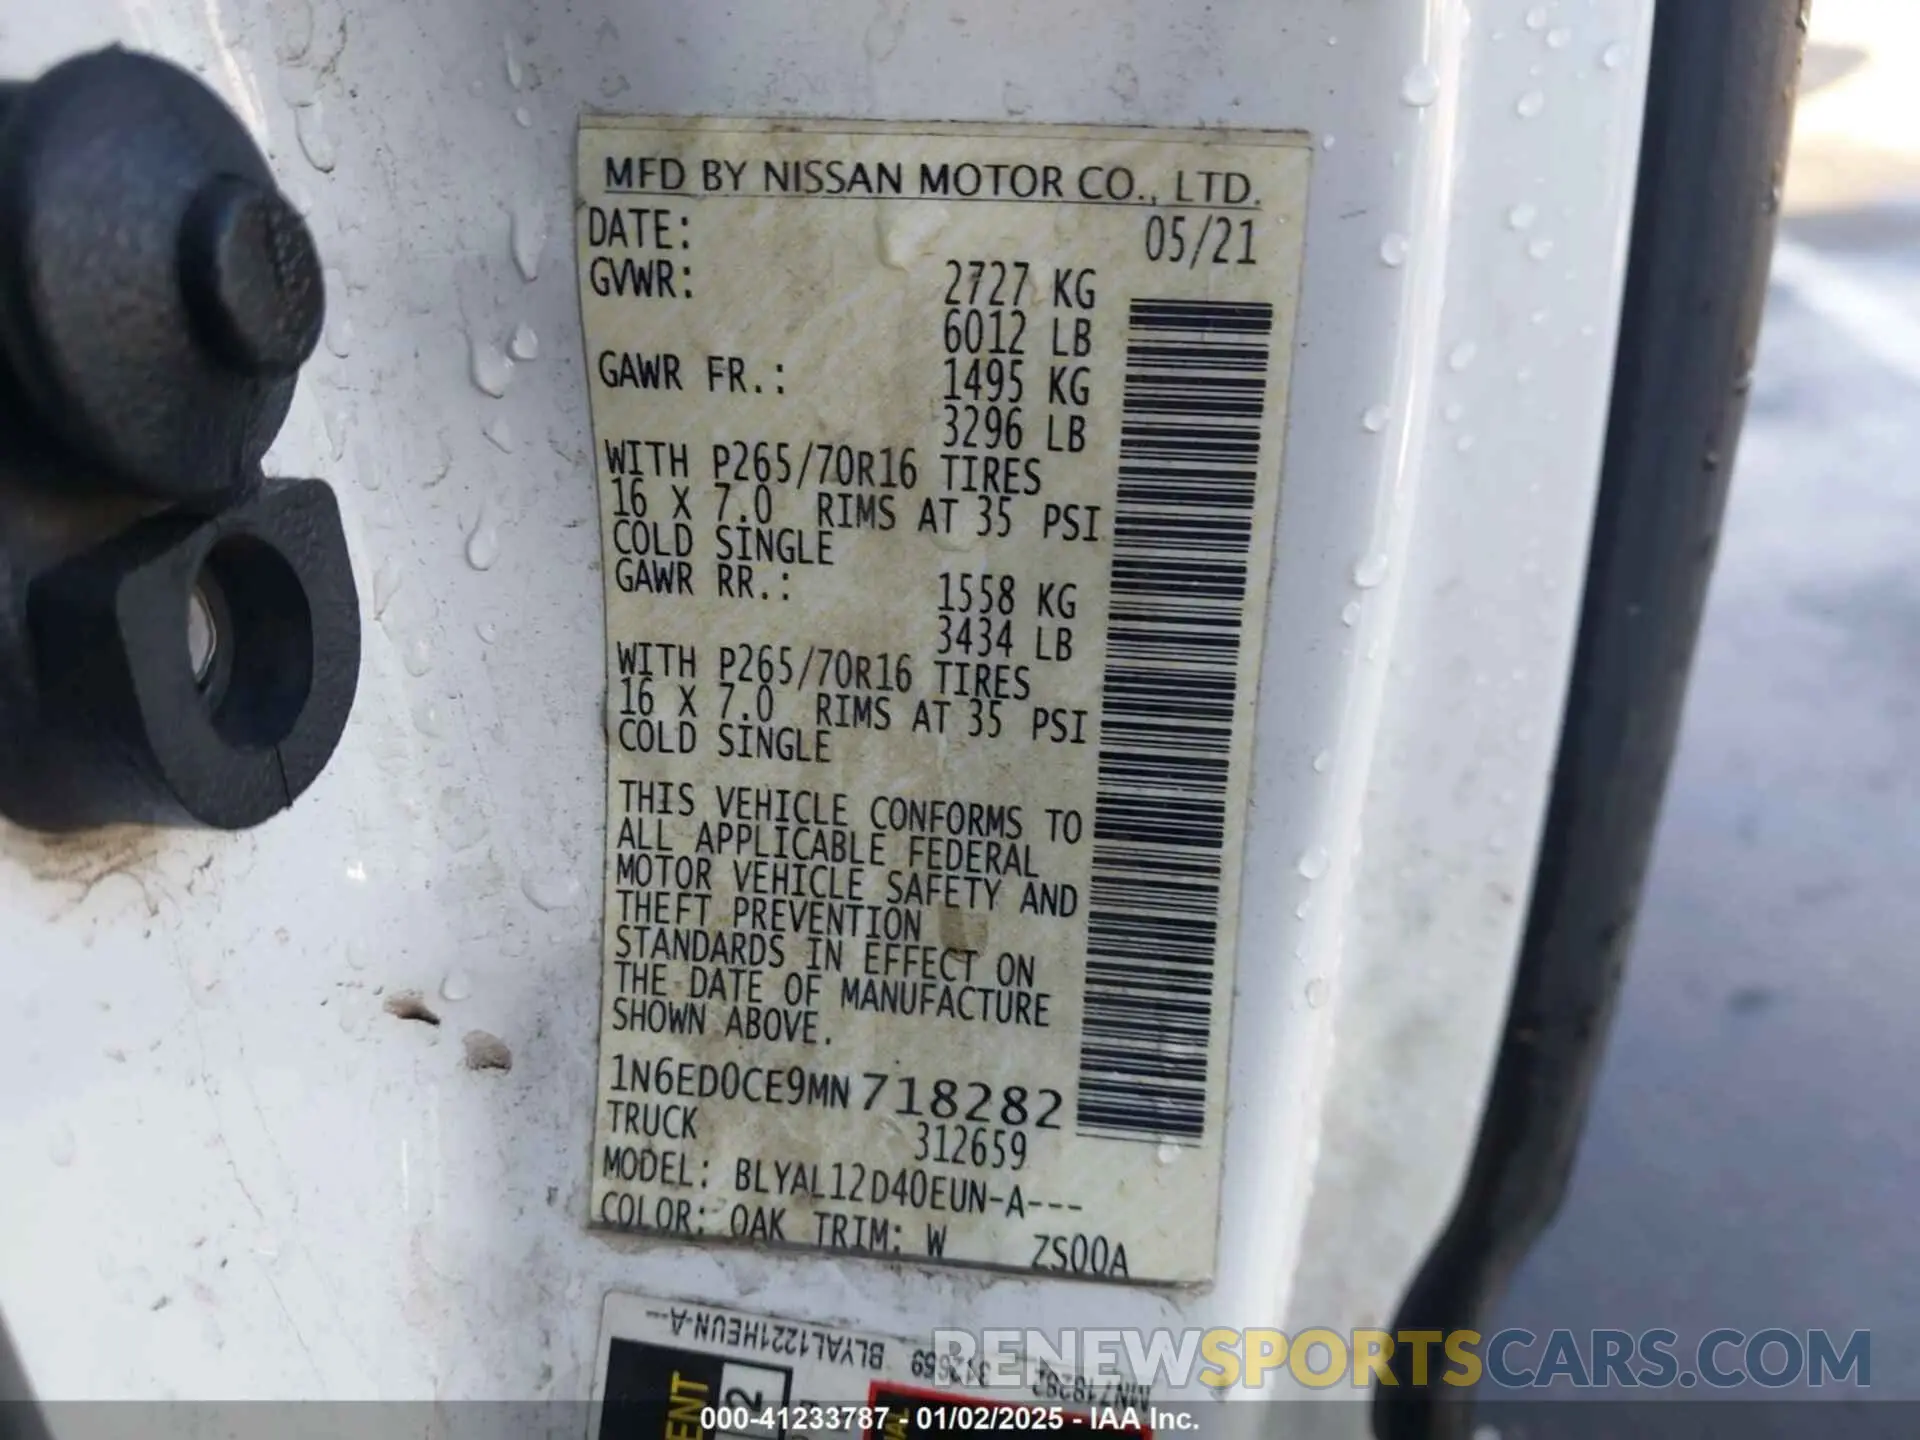 MFD BY NISSAN MOTOR CO., LTD.
DATE: 05/21
GVWR: 2727 KG
6012 LB
GAWR FR.: 1495 KG
3296 LB
WITH P265/70R16 TIRES
16 X 7.0 RIMS AT 35 PSI
COLD SINGLE
GAWR RR.: 1558 KG
3434 LB
WITH P265/70R16 TIRES
16 X 7.0 RIMS AT 35 PSI
COLD SINGLE
THIS VEHICLE CONFORMS TO
ALL APPLICABLE FEDERAL
MOTOR VEHICLE SAFETY AND
THEFT PREVENTION
STANDARDS IN EFFECT ON
THE DATE OF MANUFACTURE
SHOWN ABOVE.
1N6ED0CE9MN718282
TRUCK 312659
MODEL: BLYAL12D40EUN-A---
COLOR: QAK TRIM: W ZS00A
BLYAL1221HEUN-A--- 312659
MN718282
RENEWSPORTSCARS.COM
000-41233787 - 01/02/2025 - IAA Inc.